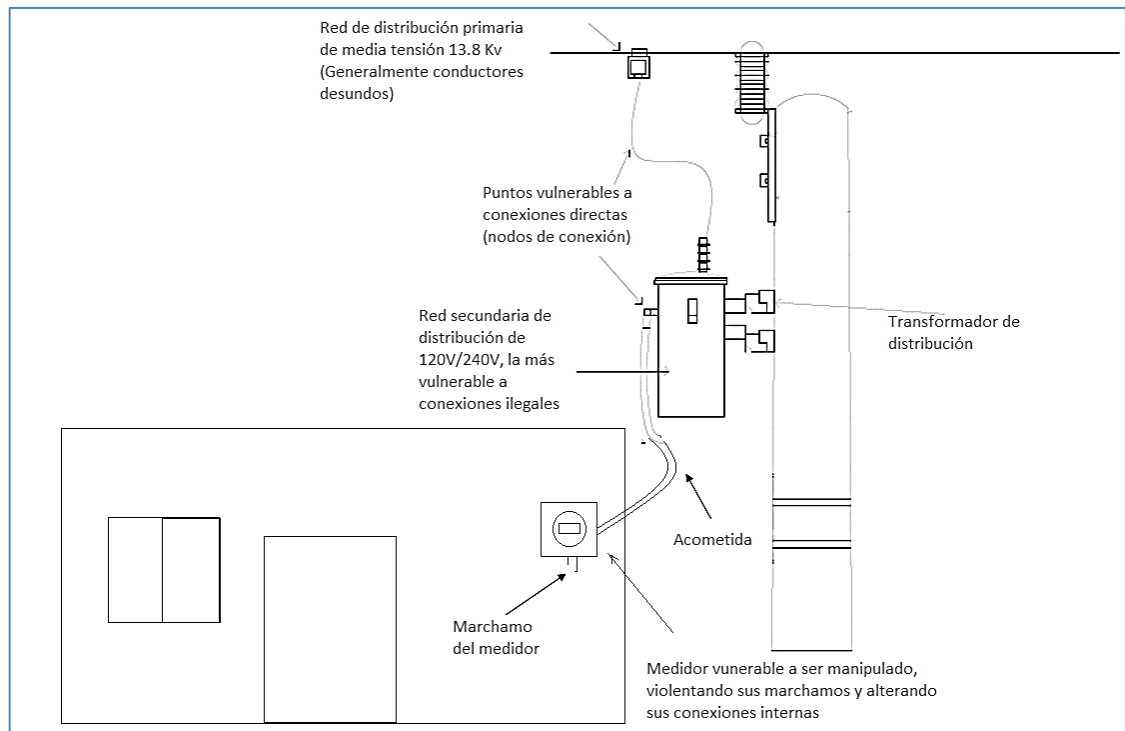 Red de distribución primaria
de media tensión 13.8 Kv
(Generalmente conductores
desundos)
Puntos vulnerables a
conexiones directas
(nodos de conexión)
Red secundaria de
distribución de
120V/240V, la más
vulnerable a
conexiones ilegales
Transformador de
distribución
Acometida
Marchamo
del medidor
Medidor vunerable a ser manipulado,
violentando sus marchamos y alterando
sus conexiones internas